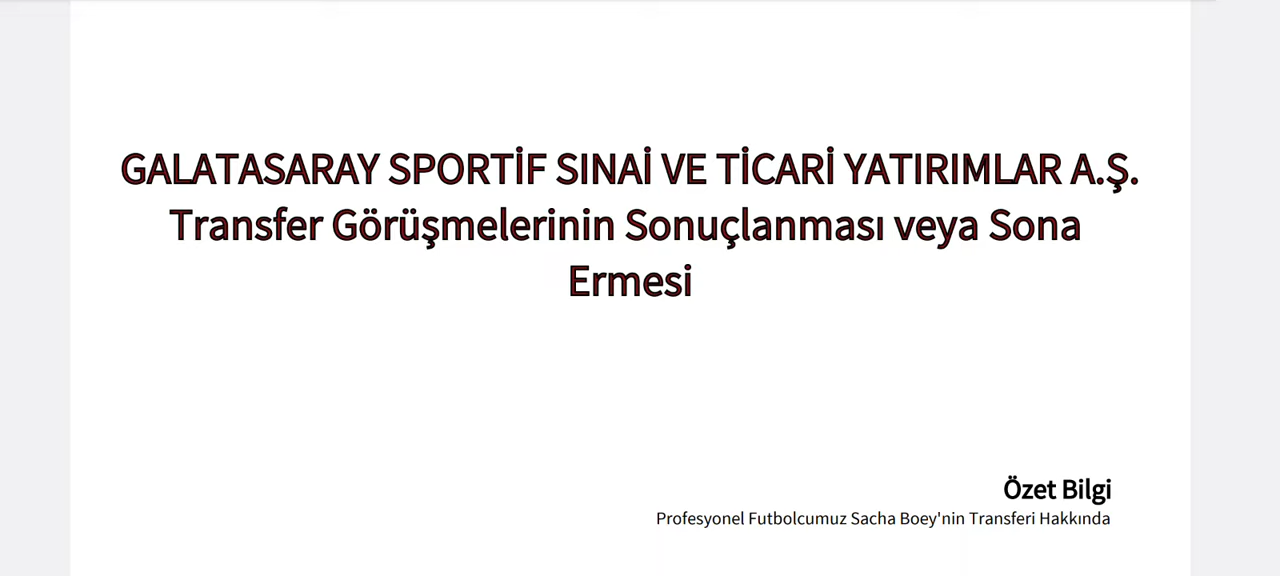 GALATASARAY SPORTİF SINAİ VE TİCARİ YATIRIMLAR A.Ş.
Transfer Görüşmelerinin Sonuçlanması veya Sona
Ermesi
Özet Bilgi
Profesyonel Futbolcumuz Sacha Boey'nin Transferi Hakkında